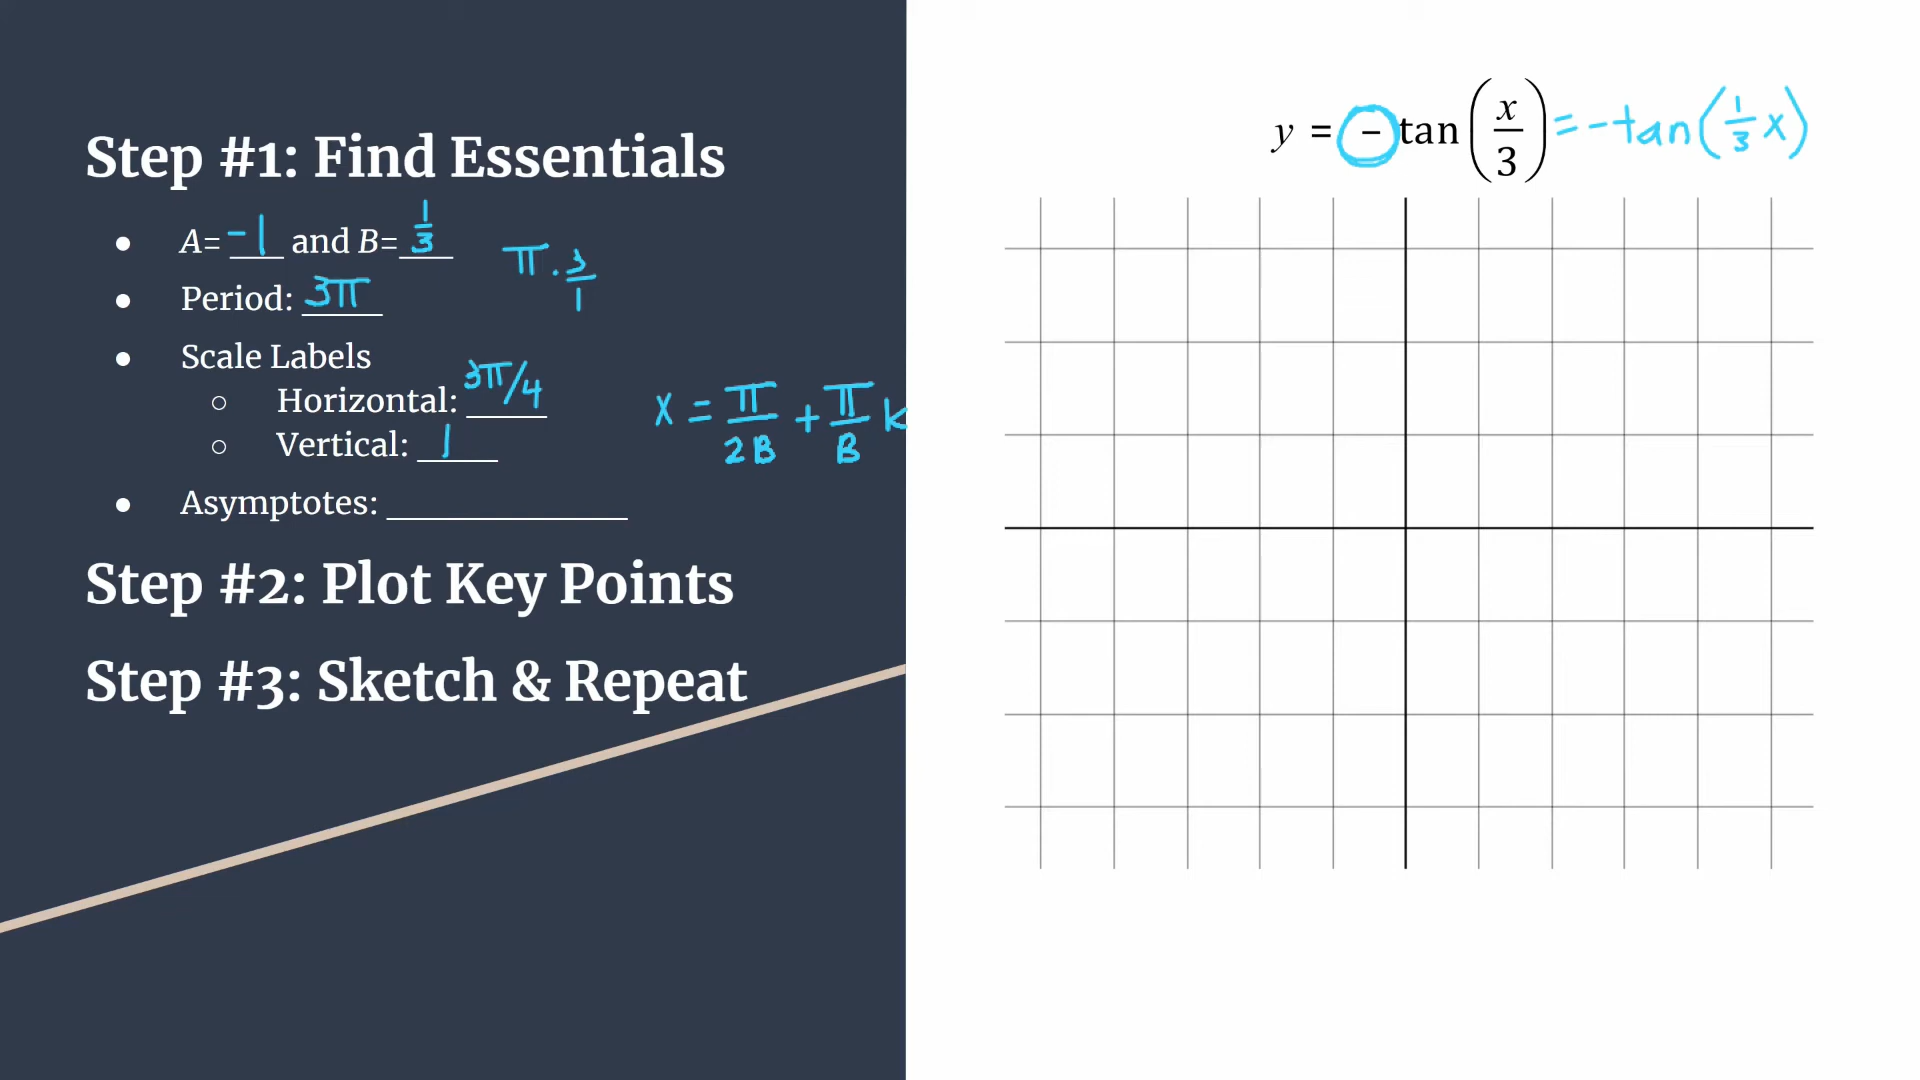 Step #1: Find Essentials
● A= -1 and B= 1/3
π · 3/1
● Period: 3π
● Scale Labels
○ Horizontal: 3π/4
○ Vertical: 1
x = π/2B + π/B k
● Asymptotes: ______________
Step #2: Plot Key Points
Step #3: Sketch & Repeat
y = - tan(x/3) = -tan(1/3 x)